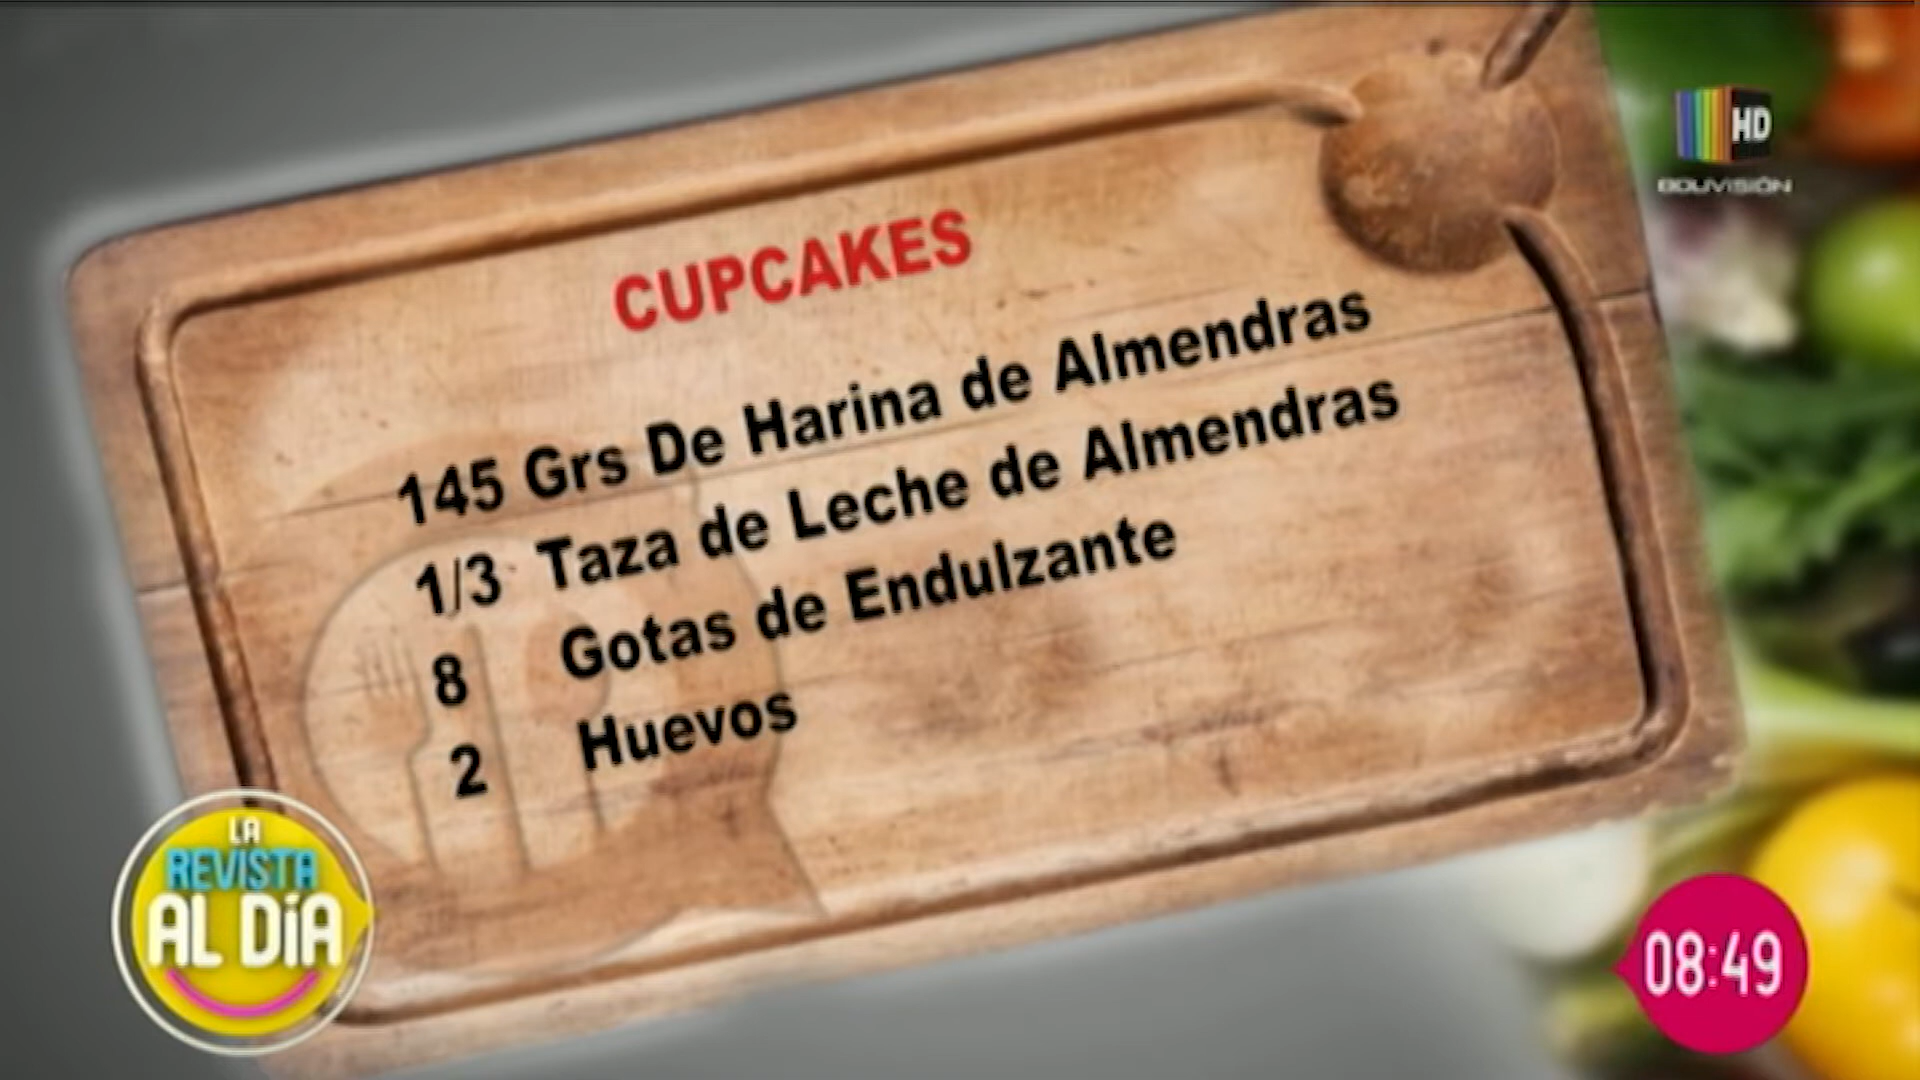 HD
BOLIVISIÓN
CUPCAKES
145 Grs De Harina de Almendras
1/3 Taza de Leche de Almendras
8 Gotas de Endulzante
2 Huevos
LA
REVISTA
AL DÍA
08:49